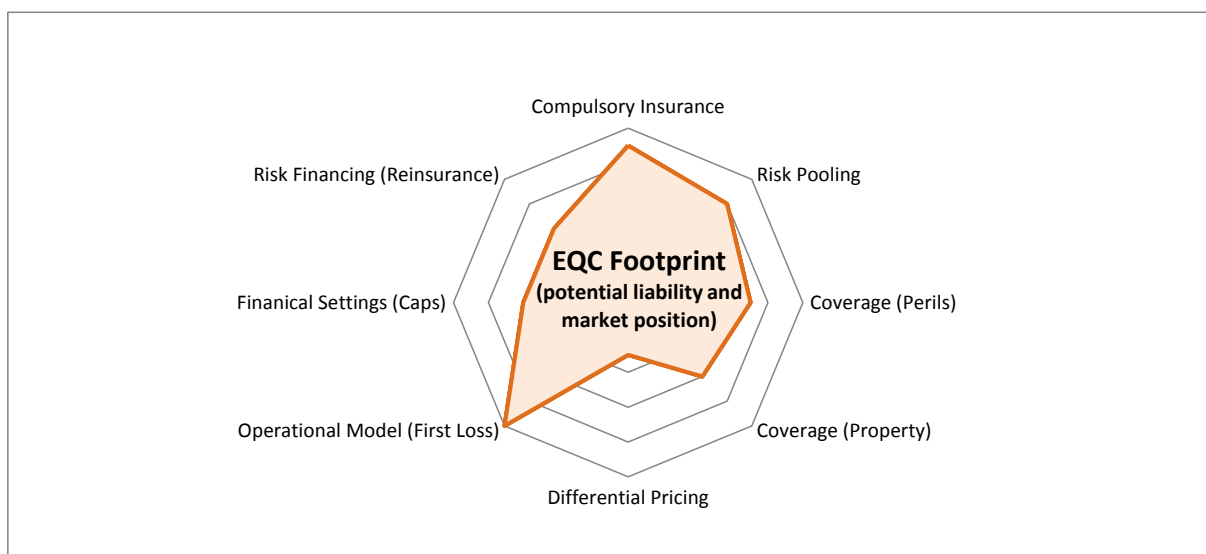 Compulsory Insurance
Risk Financing (Reinsurance)
Risk Pooling
EQC Footprint
(potential liability and
market position)
Finanical Settings (Caps)
Coverage (Perils)
Operational Model (First Loss)
Coverage (Property)
Differential Pricing